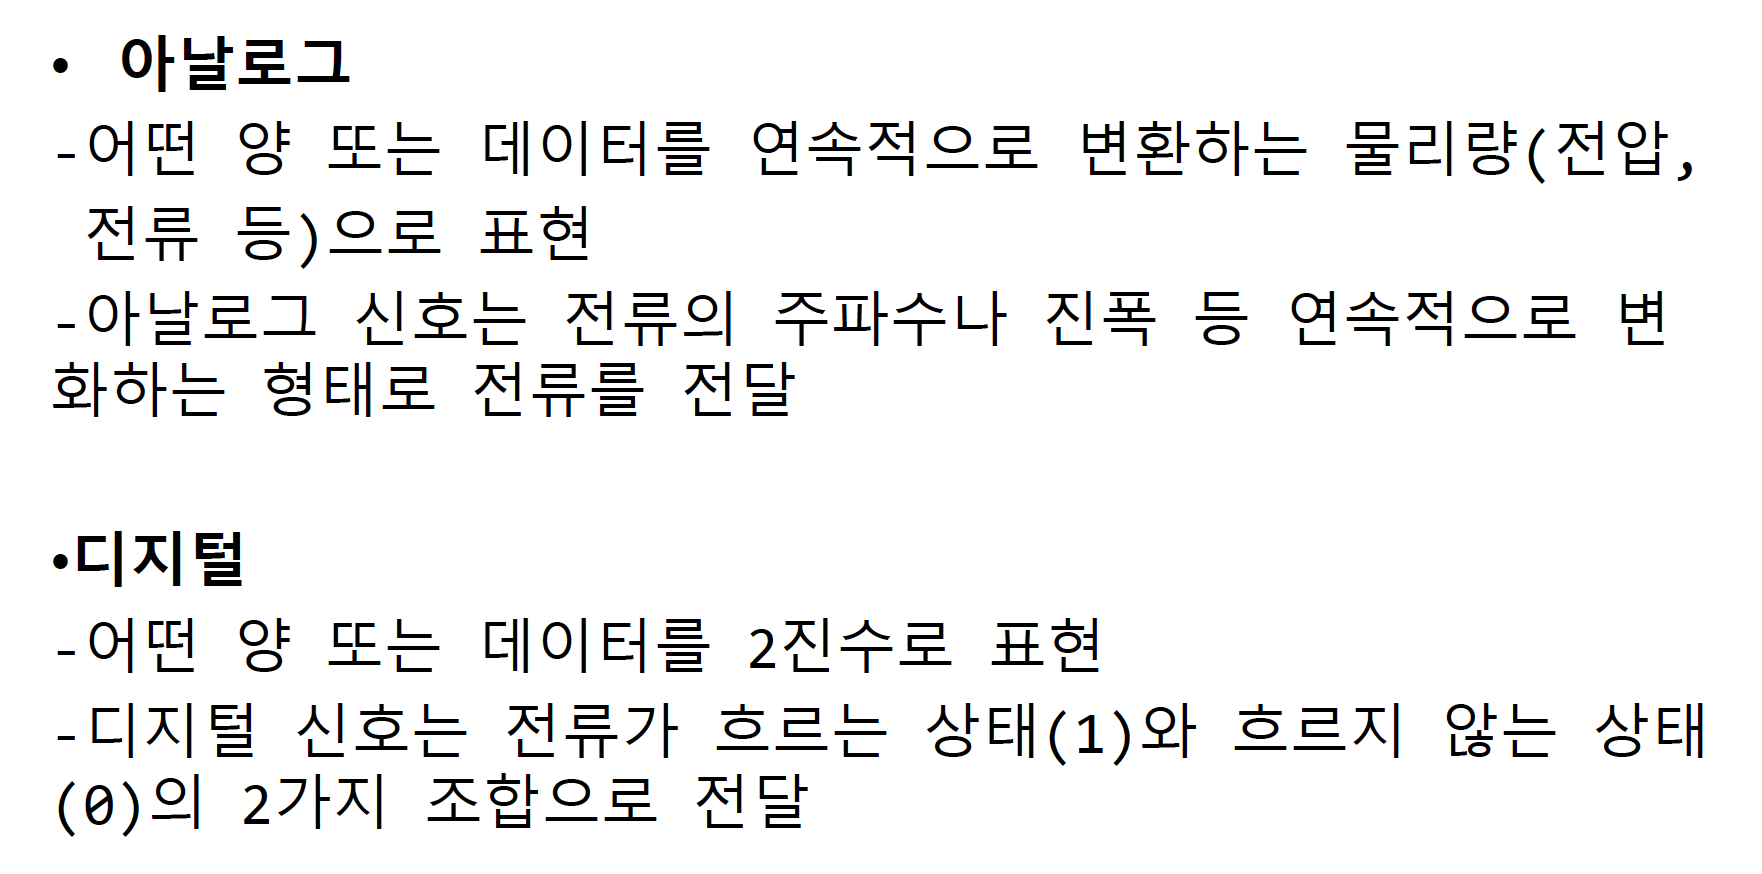 • 아날로그
-어떤 양 또는 데이터를 연속적으로 변환하는 물리량(전압,
전류 등)으로 표현
-아날로그 신호는 전류의 주파수나 진폭 등 연속적으로 변
화하는 형태로 전류를 전달
•디지털
-어떤 양 또는 데이터를 2진수로 표현
-디지털 신호는 전류가 흐르는 상태(1)와 흐르지 않는 상태
(0)의 2가지 조합으로 전달